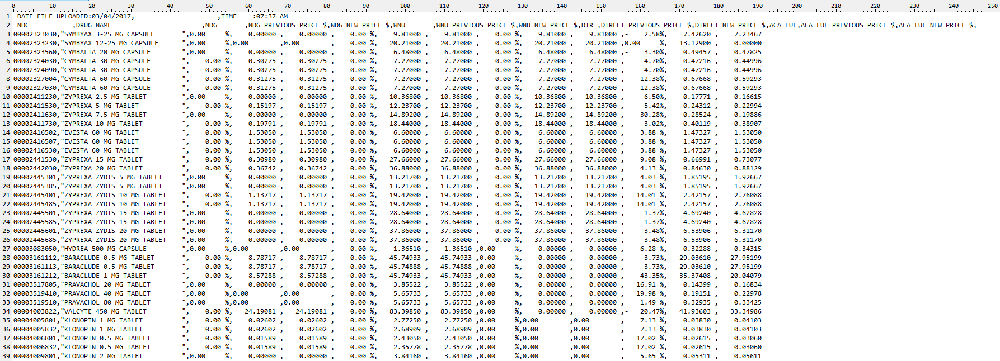 0 10 20 30 40 50 60 70 80 90 100 110 120 130 140 150 160 170 180 190 200 210 220 230 240 250
1 DATE FILE UPLOADED:03/04/2017, ,TIME :07:37 AM
2 NDC ,DRUG NAME ,NDG ,NDG PREVIOUS PRICE $,NDG NEW PRICE $,WNU ,WNU PREVIOUS PRICE $,WNU NEW PRICE $,DIR ,DIRECT PREVIOUS PRICE $,DIRECT NEW PRICE $,ACA FUL,ACA FUL PREVIOUS PRICE $,ACA FUL NEW PRICE $,
3 00002323030,"SYMBYAX 3-25 MG CAPSULE ",0.00 %, 0.00000 , 0.00000, 0.00 %, 9.81000 , 9.81000 , 0.00 %, 9.81000 , 9.81000 ,- 2.58%, 7.42620 , 7.23467
4 00002323230,"SYMBYAX 12-25 MG CAPSULE ",0.00 %,0.00 ,0.00 , 0.00 %, 20.21000 , 20.21000 , 0.00 %, 20.21000 , 20.21000 ,0.00 %, 13.12900 , 0.00000
5 00002323560,"CYMBALTA 20 MG CAPSULE ",0.00 %, 0.00000 , 0.00000, 0.00 %, 6.48000 , 6.48000 , 0.00 %, 6.48000 , 6.48000 ,- 3.30%, 0.49457 , 0.47825
6 00002324030,"CYMBALTA 30 MG CAPSULE ", 0.00 %, 0.30275 , 0.30275, 0.00 %, 7.27000 , 7.27000 , 0.00 %, 7.27000 , 7.27000 ,- 4.70%, 0.47216 , 0.44996
7 00002324090,"CYMBALTA 30 MG CAPSULE ", 0.00 %, 0.30275 , 0.30275, 0.00 %, 7.27000 , 7.27000 , 0.00 %, 7.27000 , 7.27000 ,- 4.70%, 0.47216 , 0.44996
8 00002327004,"CYMBALTA 60 MG CAPSULE ", 0.00 %, 0.31275 , 0.31275, 0.00 %, 7.27000 , 7.27000 , 0.00 %, 7.27000 , 7.27000 ,- 12.38%, 0.67668 , 0.59293
9 00002327030,"CYMBALTA 60 MG CAPSULE ", 0.00 %, 0.31275 , 0.31275, 0.00 %, 7.27000 , 7.27000 , 0.00 %, 7.27000 , 7.27000 ,- 12.38%, 0.67668 , 0.59293
10 00002411230,"ZYPREXA 2.5 MG TABLET ",0.00 %, 0.00000 , 0.00000, 0.00 %, 10.36800 , 10.36800 , 0.00 %, 10.36800 , 10.36800 ,- 6.50%, 0.17771 , 0.16615
11 00002411530,"ZYPREXA 5 MG TABLET ", 0.00 %, 0.15197 , 0.15197, 0.00 %, 12.23700 , 12.23700 , 0.00 %, 12.23700 , 12.23700 ,- 5.42%, 0.24312 , 0.22994
12 00002411630,"ZYPREXA 7.5 MG TABLET ",0.00 %, 0.00000 , 0.00000, 0.00 %, 14.89200 , 14.89200 , 0.00 %, 14.89200 , 14.89200 ,- 30.28%, 0.28524 , 0.19886
13 00002411730,"ZYPREXA 10 MG TABLET ", 0.00 %, 0.19791 , 0.19791, 0.00 %, 18.44000 , 18.44000 , 0.00 %, 18.44000 , 18.44000 ,- 3.02%, 0.40119 , 0.38907
14 00002416502,"EVISTA 60 MG TABLET ", 0.00 %, 1.53050 , 1.53050, 0.00 %, 6.60000 , 6.60000 , 0.00 %, 6.60000 , 6.60000 , 3.88 %, 1.47327 , 1.53050
15 00002416507,"EVISTA 60 MG TABLET ", 0.00 %, 1.53050 , 1.53050, 0.00 %, 6.60000 , 6.60000 , 0.00 %, 6.60000 , 6.60000 , 3.88 %, 1.47327 , 1.53050
16 00002416530,"EVISTA 60 MG TABLET ", 0.00 %, 1.53050 , 1.53050, 0.00 %, 6.60000 , 6.60000 , 0.00 %, 6.60000 , 6.60000 , 3.88 %, 1.47327 , 1.53050
17 00002441530,"ZYPREXA 15 MG TABLET ", 0.00 %, 0.30980 , 0.30980, 0.00 %, 27.66000 , 27.66000 , 0.00 %, 27.66000 , 27.66000 , 9.08 %, 0.66991 , 0.73077
18 00002442030,"ZYPREXA 20 MG TABLET ", 0.00 %, 0.36742 , 0.36742, 0.00 %, 36.88000 , 36.88000 , 0.00 %, 36.88000 , 36.88000 , 4.13 %, 0.84630 , 0.88129
19 00002445301,"ZYPREXA ZYDIS 5 MG TABLET ",0.00 %, 0.00000 , 0.00000, 0.00 %, 13.21700 , 13.21700 , 0.00 %, 13.21700 , 13.21700 , 4.03 %, 1.85195 , 1.92667
20 00002445385,"ZYPREXA ZYDIS 5 MG TABLET ",0.00 %, 0.00000 , 0.00000, 0.00 %, 13.21700 , 13.21700 , 0.00 %, 13.21700 , 13.21700 , 4.03 %, 1.85195 , 1.92667
21 00002445401,"ZYPREXA ZYDIS 10 MG TABLET ", 0.00 %, 1.13717 , 1.13717, 0.00 %, 19.42000 , 19.42000 , 0.00 %, 19.42000 , 19.42000 , 14.01 %, 2.42157 , 2.76088
22 00002445485,"ZYPREXA ZYDIS 10 MG TABLET ", 0.00 %, 1.13717 , 1.13717, 0.00 %, 19.42000 , 19.42000 , 0.00 %, 19.42000 , 19.42000 , 14.01 %, 2.42157 , 2.76088
23 00002445501,"ZYPREXA ZYDIS 15 MG TABLET ",0.00 %, 0.00000 , 0.00000, 0.00 %, 28.64000 , 28.64000 , 0.00 %, 28.64000 , 28.64000 ,- 1.37%, 4.69240 , 4.62828
24 00002445585,"ZYPREXA ZYDIS 15 MG TABLET ",0.00 %, 0.00000 , 0.00000, 0.00 %, 28.64000 , 28.64000 , 0.00 %, 28.64000 , 28.64000 ,- 1.37%, 4.69240 , 4.62828
25 00002445601,"ZYPREXA ZYDIS 20 MG TABLET ",0.00 %, 0.00000 , 0.00000, 0.00 %, 37.86000 , 37.86000 , 0.00 %, 37.86000 , 37.86000 ,- 3.48%, 6.53906 , 6.31170
26 00002445685,"ZYPREXA ZYDIS 20 MG TABLET ",0.00 %, 0.00000 , 0.00000, 0.00 %, 37.86000 , 37.86000 , 0.00 %, 37.86000 , 37.86000 ,- 3.48%, 6.53906 , 6.31170
27 00003083050,"HYDREA 500 MG CAPSULE ",0.00 %,0.00 ,0.00 , 0.00 %, 1.36510 , 1.36510 ,0.00 %, 0.00000 , 0.00000 , 6.28 %, 0.32288 , 0.34315
28 00003161112,"BARACLUDE 0.5 MG TABLET ", 0.00 %, 8.78717 , 8.78717, 0.00 %, 45.74933 , 45.74933 ,0.00 %, 0.00000 , 0.00000 ,- 3.73%, 29.03610 , 27.95199
29 00003161113,"BARACLUDE 0.5 MG TABLET ", 0.00 %, 8.78717 , 8.78717, 0.00 %, 45.74888 , 45.74888 ,0.00 %, 0.00000 , 0.00000 ,- 3.73%, 29.03610 , 27.95199
30 00003161212,"BARACLUDE 1 MG TABLET ", 0.00 %, 8.57288 , 8.57288, 0.00 %, 45.74933 , 45.74933 ,0.00 %, 0.00000 , 0.00000 ,- 43.35%, 35.37408 , 20.04079
31 00003517805,"PRAVACHOL 20 MG TABLET ",0.00 %, 0.00000 , 0.00000, 0.00 %, 3.85522 , 3.85522 ,0.00 %, 0.00000 , 0.00000 , 16.91 %, 0.14399 , 0.16834
32 00003519410,"PRAVACHOL 40 MG TABLET ",0.00 %,0.00 ,0.00 , 0.00 %, 5.65733 , 5.65733 ,0.00 %, 0.00000 , 0.00000 , 19.98 %, 0.19151 , 0.22978
33 00003519510,"PRAVACHOL 80 MG TABLET ",0.00 %,0.00 ,0.00 , 0.00 %, 5.65733 , 5.65733 ,0.00 %, 0.00000 , 0.00000 , 1.49 %, 0.32935 , 0.33425
34 00004003822,"VALCYTE 450 MG TABLET ", 0.00 %, 24.19081 , 24.19081, 0.00 %, 83.39850 , 83.39850 ,0.00 %, 0.00000 , 0.00000 ,- 20.47%, 41.93603 , 33.34986
35 00004005801,"KLONOPIN 1 MG TABLET ", 0.00 %, 0.02602 , 0.02602, 0.00 %, 2.77250 , 2.77250 ,0.00 %,0.00 ,0.00 , 7.13 %, 0.03830 , 0.04103
36 00004005832,"KLONOPIN 1 MG TABLET ", 0.00 %, 0.02602 , 0.02602, 0.00 %, 2.68909 , 2.68909 ,0.00 %,0.00 ,0.00 , 7.13 %, 0.03830 , 0.04103
37 00004006801,"KLONOPIN 0.5 MG TABLET ", 0.00 %, 0.01589 , 0.01589, 0.00 %, 2.43050 , 2.43050 ,0.00 %,0.00 ,0.00 , 17.02 %, 0.02615 , 0.03060
38 00004006832,"KLONOPIN 0.5 MG TABLET ", 0.00 %, 0.01589 , 0.01589, 0.00 %, 2.35778 , 2.35778 ,0.00 %,0.00 ,0.00 , 17.02 %, 0.02615 , 0.03060
39 00004009801,"KLONOPIN 2 MG TABLET ",0.00 %, 0.00000 , 0.00000, 0.00 %, 3.84160 , 3.84160 ,0.00 %,0.00 ,0.00 , 5.65 %, 0.05311 , 0.05611